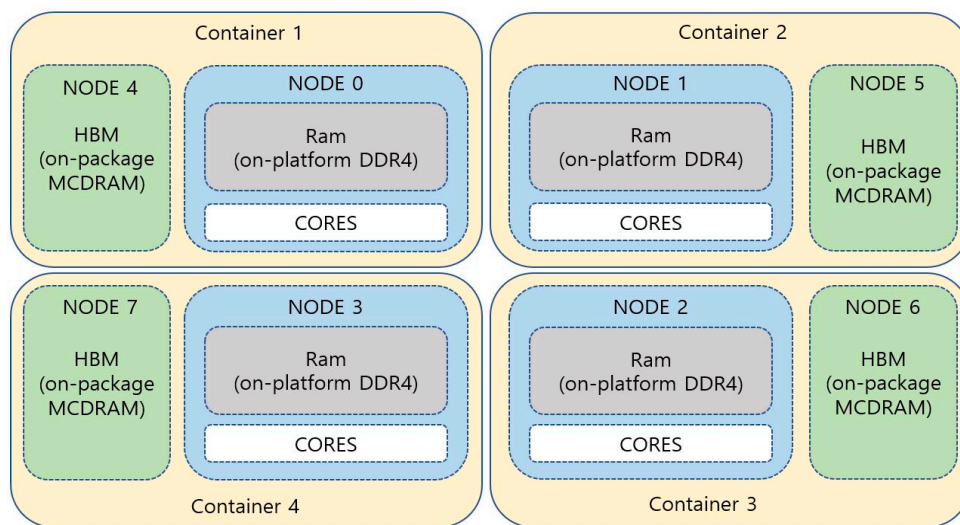 Container 1
NODE 4
HBM
(on-package
MCDRAM)
NODE 0
Ram
(on-platform DDR4)
CORES
Container 2
NODE 1
Ram
(on-platform DDR4)
CORES
NODE 5
HBM
(on-package
MCDRAM)
NODE 7
HBM
(on-package
MCDRAM)
NODE 3
Ram
(on-platform DDR4)
CORES
Container 4
NODE 2
Ram
(on-platform DDR4)
CORES
NODE 6
HBM
(on-package
MCDRAM)
Container 3